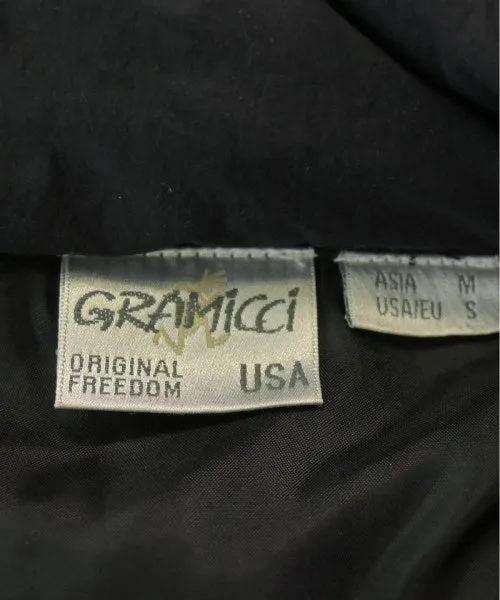 GRAMiCCi
ORIGINAL
FREEDOM
USA
ASIA M
USA/EU S